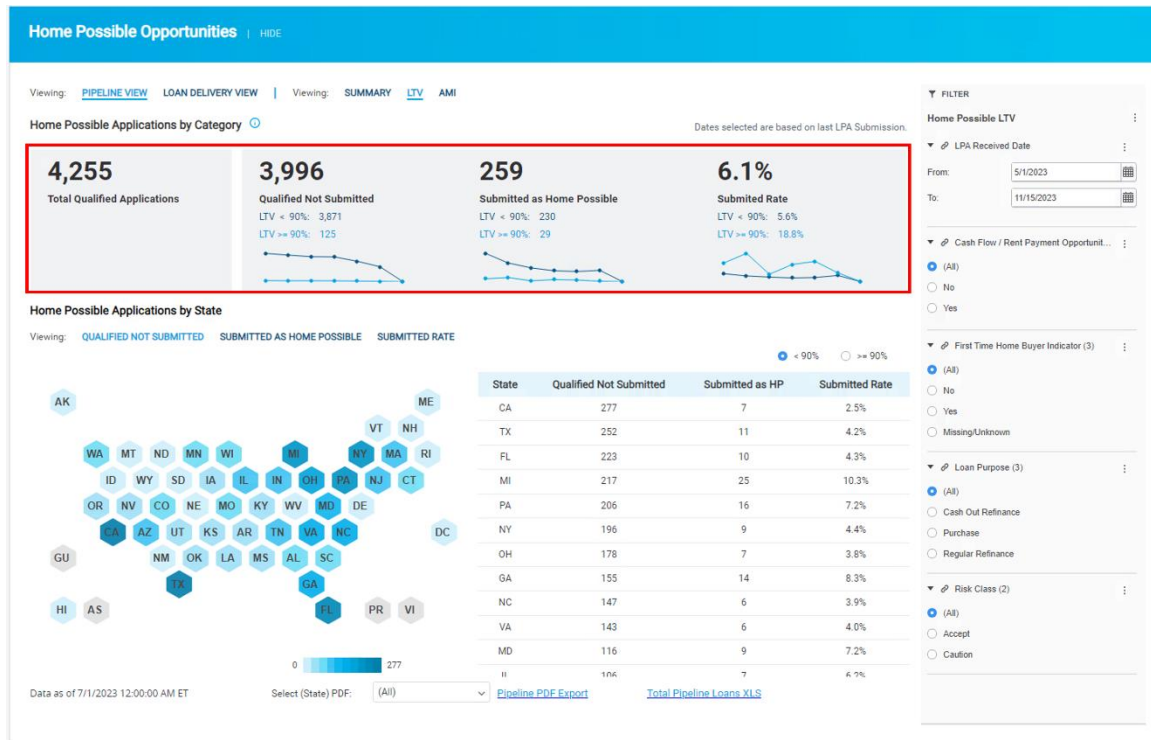 Home Possible Opportunities | HIDE
Viewing: PIPELINE VIEW LOAN DELIVERY VIEW | Viewing: SUMMARY LTV AMI
Home Possible Applications by Category
Dates selected are based on last LPA Submission.
4,255
Total Qualified Applications
3,996
Qualified Not Submitted
LTV < 90%: 3,871
LTV >= 90%: 125
259
Submitted as Home Possible
LTV < 90%: 230
LTV >= 90%: 29
6.1%
Submited Rate
LTV < 90%: 5.6%
LTV >= 90%: 18.8%
Home Possible Applications by State
Viewing: QUALIFIED NOT SUBMITTED SUBMITTED AS HOME POSSIBLE SUBMITTED RATE
< 90% >= 90%
AK ME
VT NH
WA MT ND MN WI MI NY MA RI
ID WY SD IA IL IN OH PA NJ CT
OR NV CO NE MO KY WV MD DE
CA AZ UT KS AR TN VA NC DC
GU NM OK LA MS AL SC
TX GA
HI AS FL PR VI
0 277
State Qualified Not Submitted Submitted as HP Submitted Rate
CA 277 7 2.5%
TX 252 11 4.2%
FL 223 10 4.3%
MI 217 25 10.3%
PA 206 16 7.2%
NY 196 9 4.4%
OH 178 7 3.8%
GA 155 14 8.3%
NC 147 6 3.9%
VA 143 6 4.0%
MD 116 9 7.2%
IL 106 7 6.2%
Data as of 7/1/2023 12:00:00 AM ET
Select (State) PDF: (All)
Pipeline PDF Export
Total Pipeline Loans XLS
FILTER
Home Possible LTV
LPA Received Date
From: 5/1/2023
To: 11/15/2023
Cash Flow / Rent Payment Opportunit...
(All)
No
Yes
First Time Home Buyer Indicator (3)
(All)
No
Yes
Missing/Unknown
Loan Purpose (3)
(All)
Cash Out Refinance
Purchase
Regular Refinance
Risk Class (2)
(All)
Accept
Caution